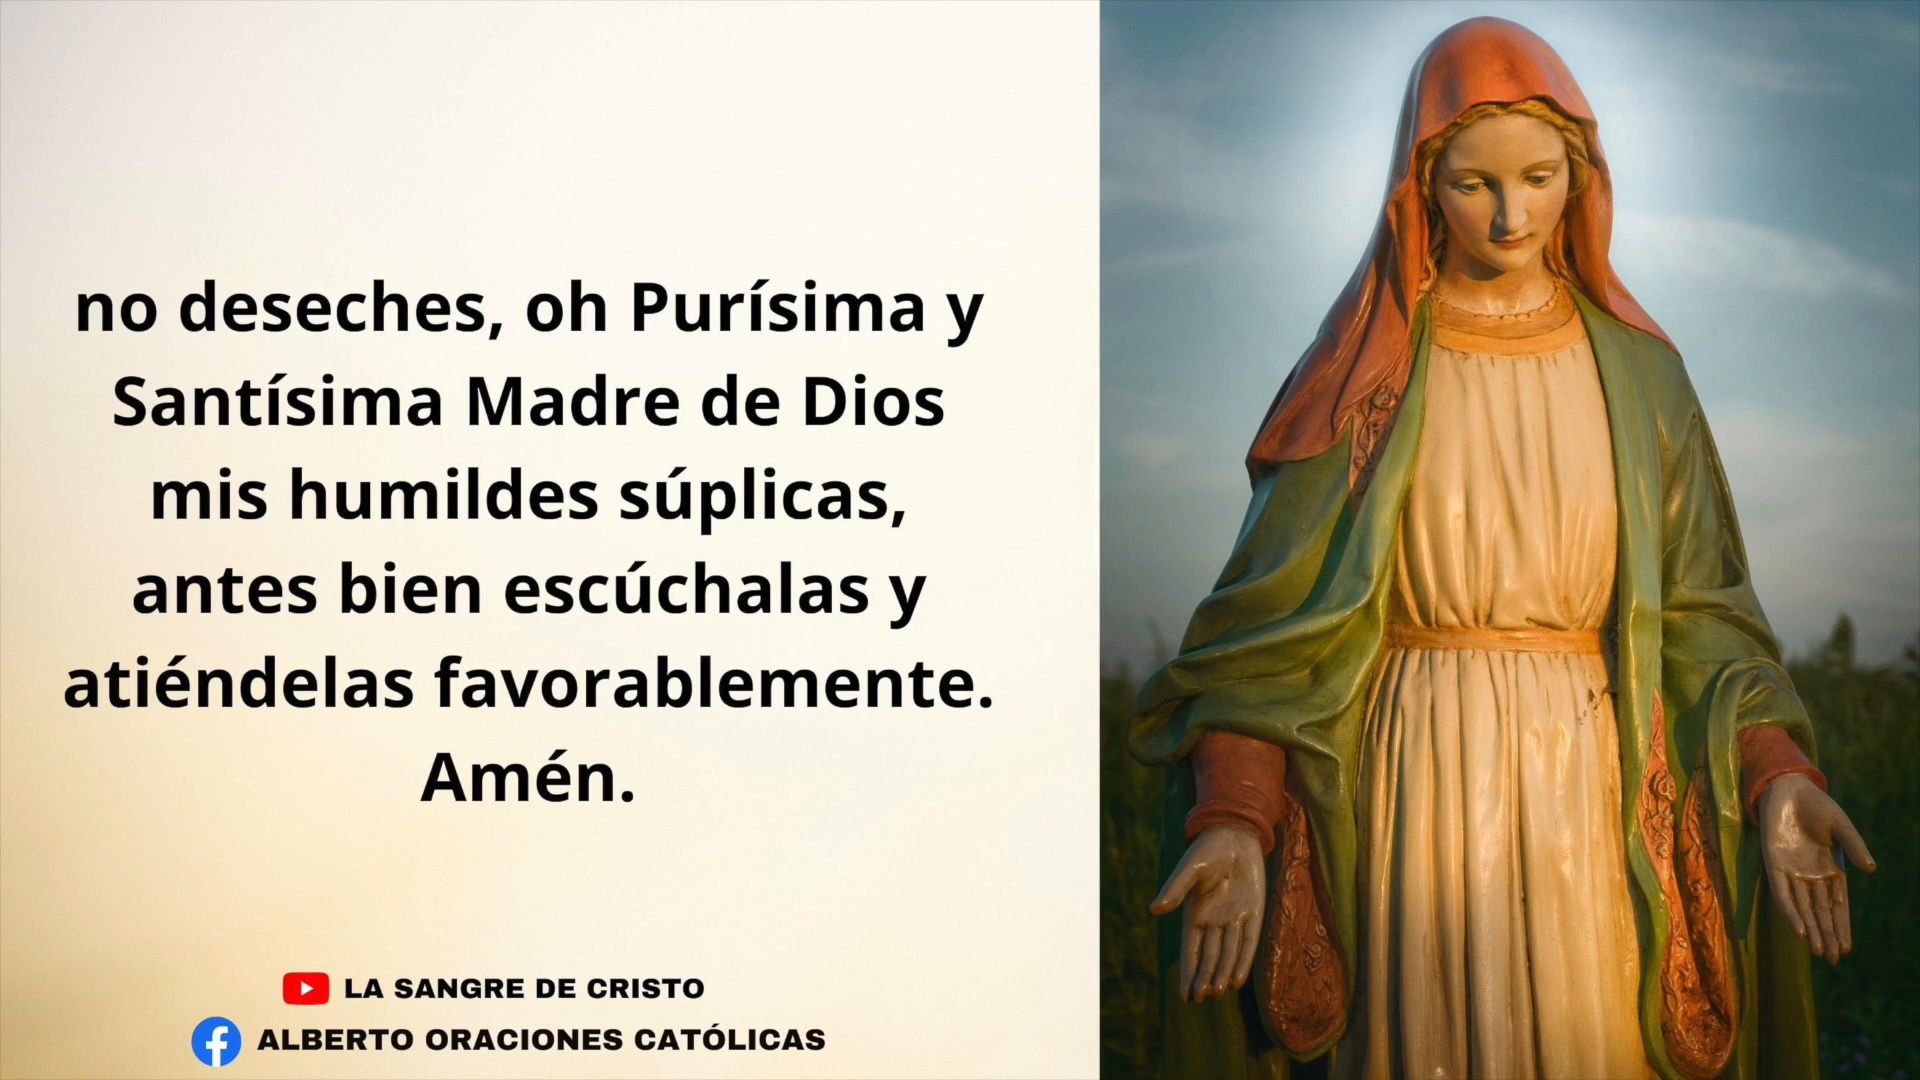 no deseches, oh Purísima y
Santísima Madre de Dios
mis humildes súplicas,
antes bien escúchalas y
atiéndelas favorablemente.
Amén.
LA SANGRE DE CRISTO
ALBERTO ORACIONES CATÓLICAS